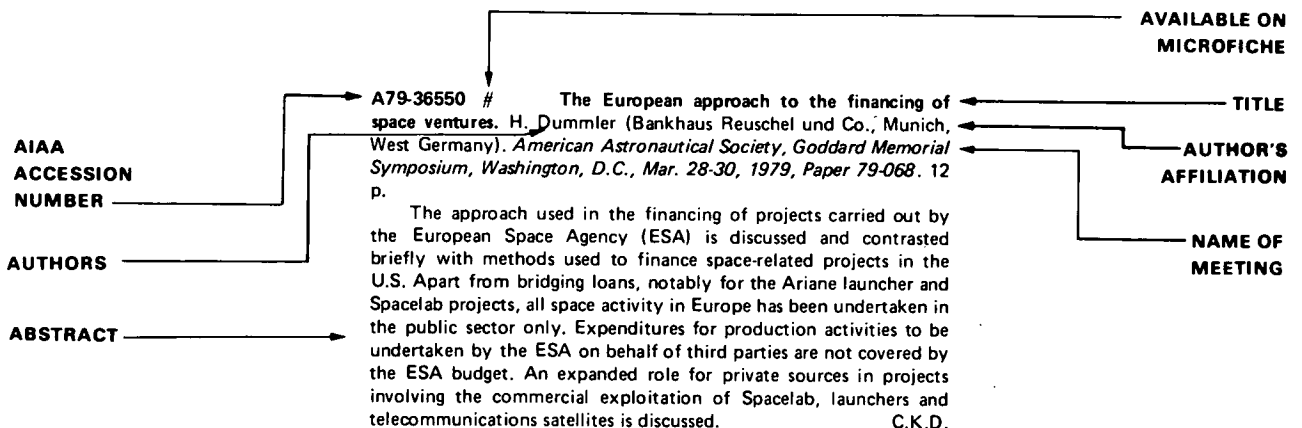 AVAILABLE ON
MICROFICHE
A79-36550 # The European approach to the financing of
space ventures. H. Dummler (Bankhaus Reuschel und Co., Munich,
West Germany). American Astronautical Society, Goddard Memorial
Symposium, Washington, D.C., Mar. 28-30, 1979, Paper 79-068. 12
p.
TITLE
AIAA
ACCESSION
NUMBER
AUTHOR'S
AFFILIATION
The approach used in the financing of projects carried out by
the European Space Agency (ESA) is discussed and contrasted
briefly with methods used to finance space-related projects in the
U.S. Apart from bridging loans, notably for the Ariane launcher and
Spacelab projects, all space activity in Europe has been undertaken in
the public sector only. Expenditures for production activities to be
undertaken by the ESA on behalf of third parties are not covered by
the ESA budget. An expanded role for private sources in projects
involving the commercial exploitation of Spacelab, launchers and
telecommunications satellites is discussed. C.K.D.
NAME OF
MEETING
AUTHORS
ABSTRACT